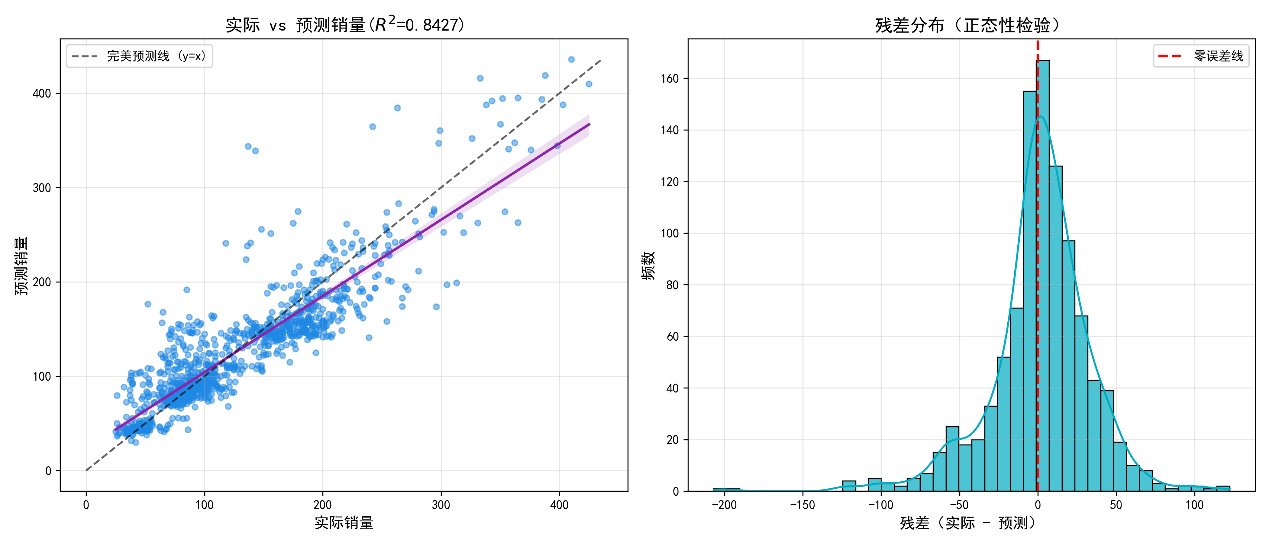 实际 vs 预测销量(R²=0.8427)
完美预测线 (y=x)
预测销量
400
300
200
100
0
0 100 200 300 400
实际销量
残差分布（正态性检验）
零误差线
频数
160
140
120
100
80
60
40
20
0
−200 −150 −100 −50 0 50 100
残差（实际 − 预测）